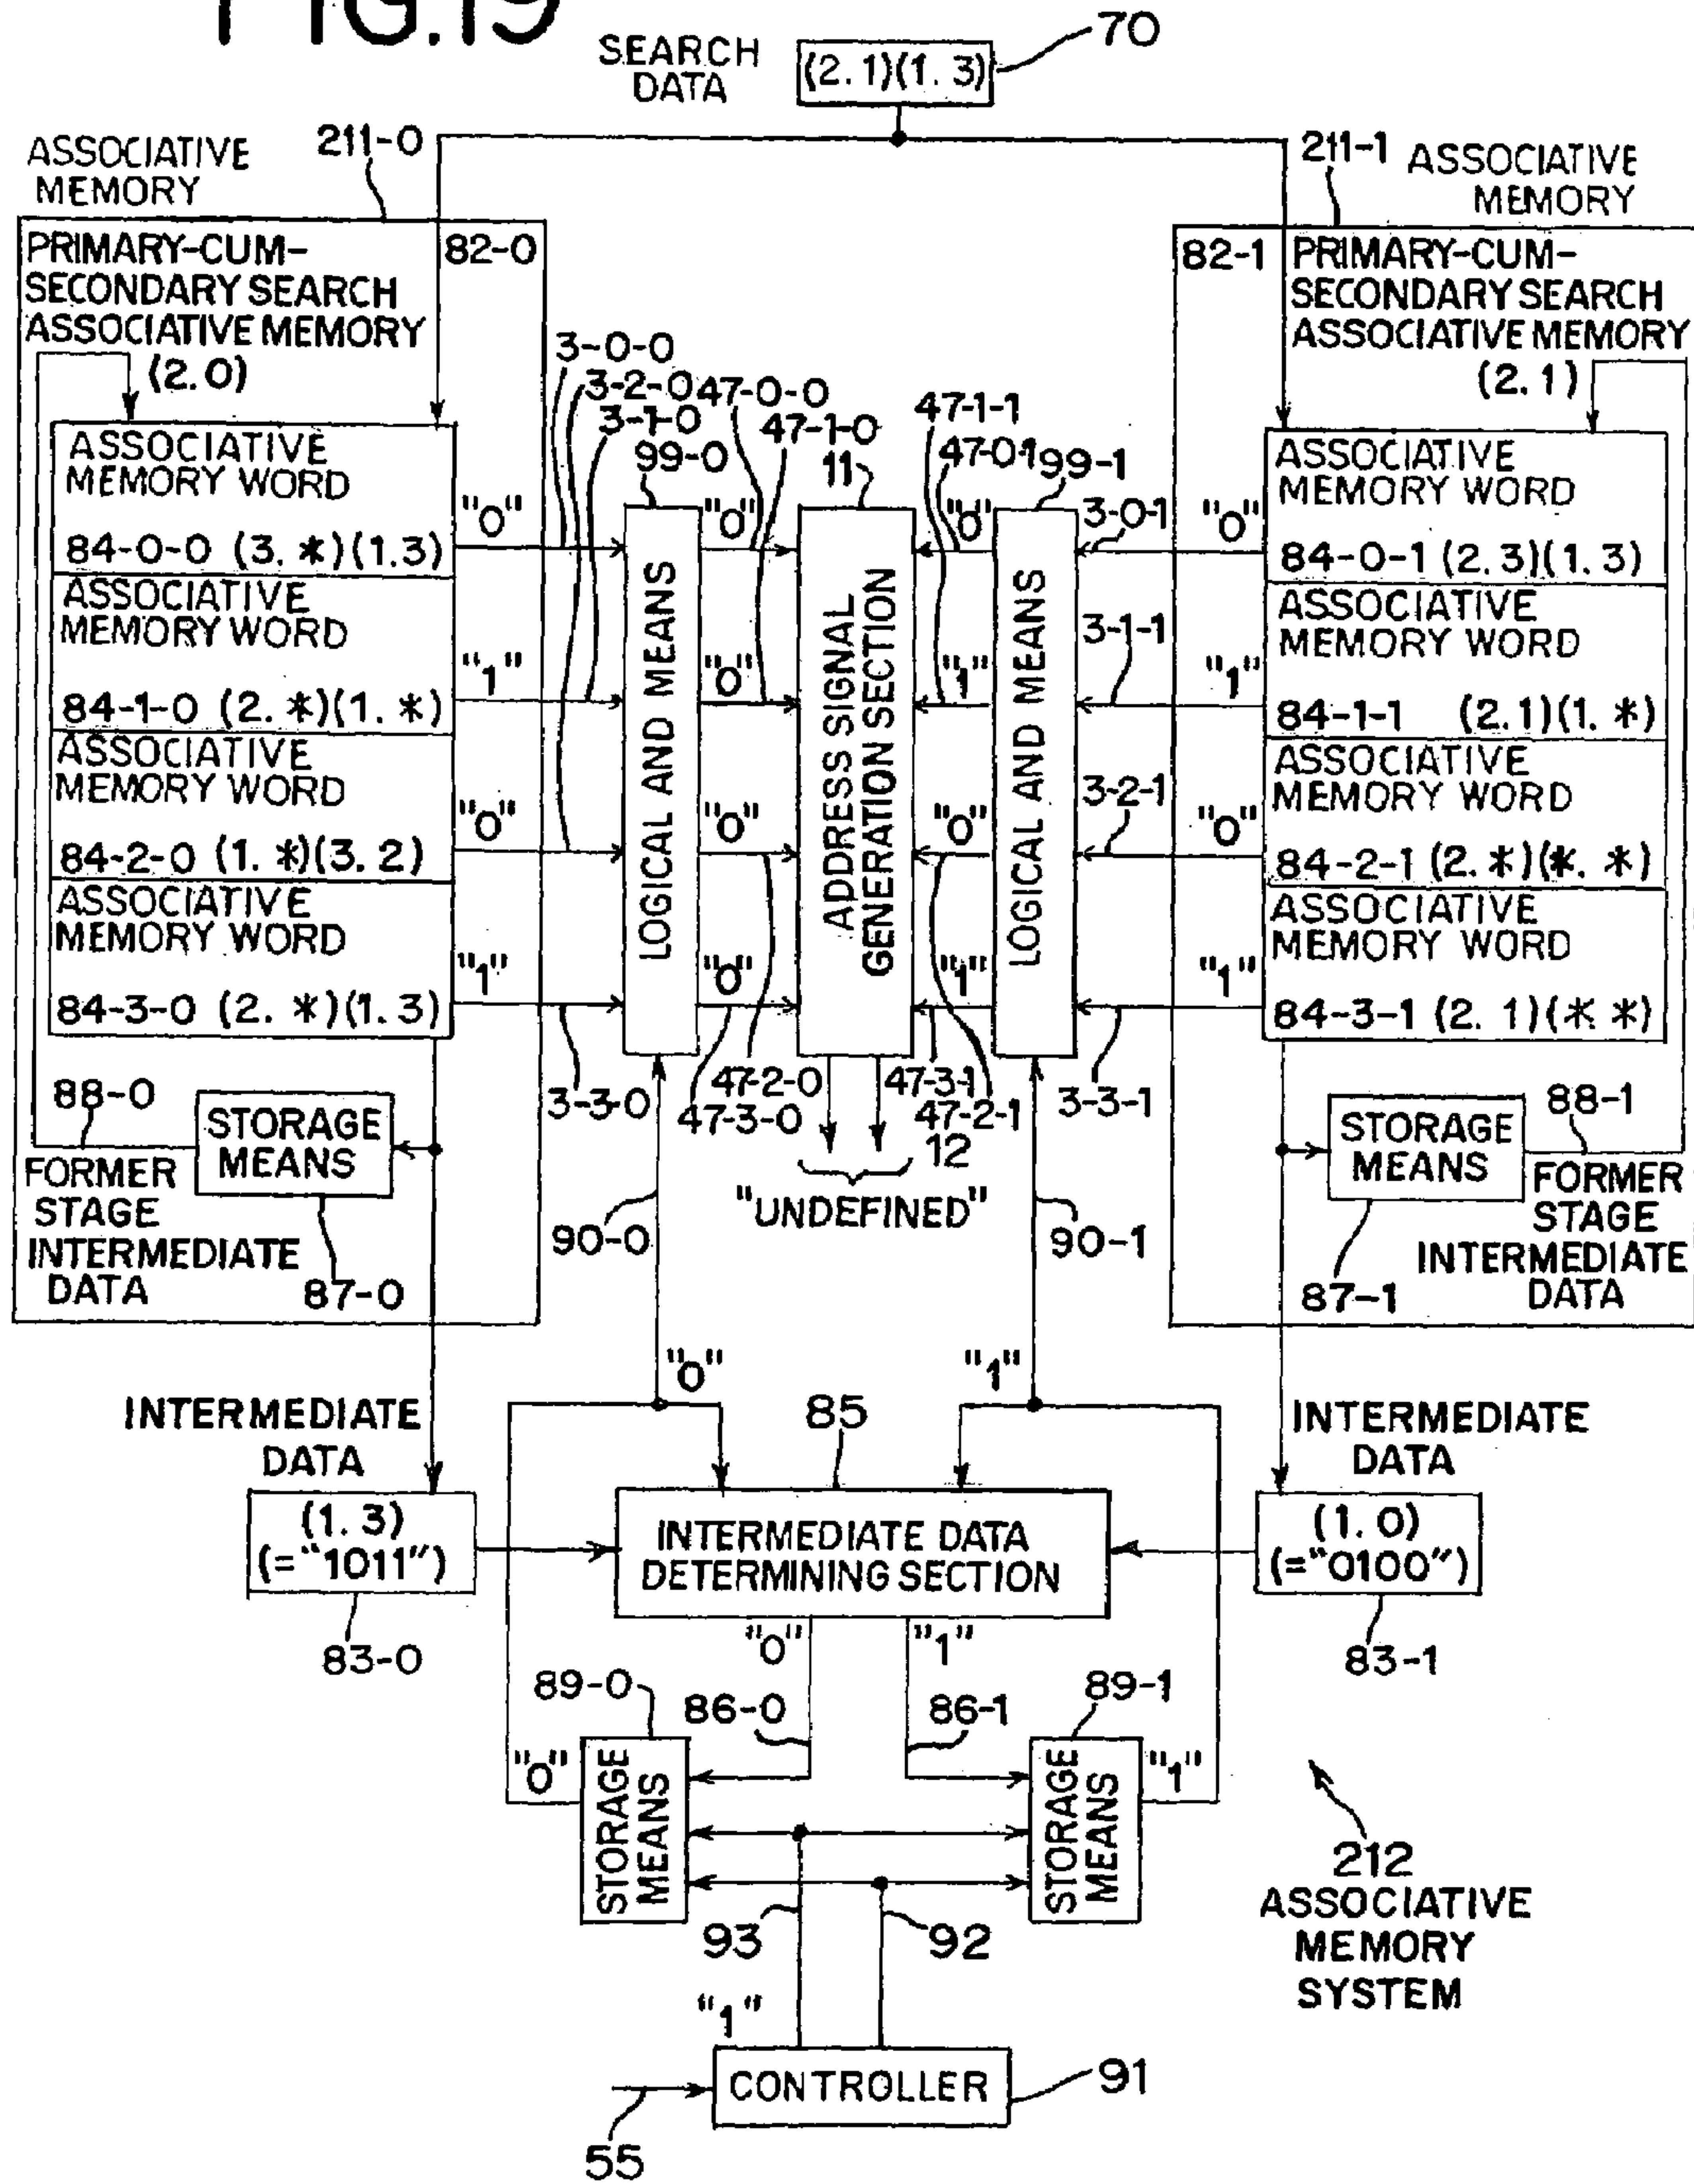 FIG.19
SEARCH
DATA
(2. 1)(1. 3)
70
ASSOCIATIVE
MEMORY
211-0
211-1
ASSOCIATIVE
MEMORY
PRIMARY-CUM-
SECONDARY SEARCH
ASSOCIATIVE MEMORY
(2. 0)
82-0
82-1
PRIMARY-CUM-
SECONDARY SEARCH
ASSOCIATIVE MEMORY
(2. 1)
3-0-0
3-2-0
3-1-0
99-0
47-0-0
47-1-0
11
47-1-1
47-0-1
99-1
ASSOCIATIVE
MEMORY WORD
84-0-0 (3. *)(1.3)
ASSOCIATIVE
MEMORY WORD
84-1-0 (2. *)(1. *)
ASSOCIATIVE
MEMORY WORD
84-2-0 (1. *)(3. 2)
ASSOCIATIVE
MEMORY WORD
84-3-0 (2. *)(1. 3)
"0"
"1"
"0"
"1"
LOGICAL AND MEANS
"0"
"0"
"0"
"0"
ADDRESS SIGNAL
GENERATION SECTION
"0"
"1"
"0"
"1"
LOGICAL AND MEANS
3-0-1
3-1-1
3-2-1
"0"
"1"
"0"
"1"
ASSOCIATIVE
MEMORY WORD
84-0-1 (2. 3)(1. 3)
ASSOCIATIVE
MEMORY WORD
84-1-1 (2. 1)(1. *)
ASSOCIATIVE
MEMORY WORD
84-2-1 (2. *)(*. *)
ASSOCIATIVE
MEMORY WORD
84-3-1 (2. 1)(*. *)
88-0
STORAGE
MEANS
FORMER
STAGE
INTERMEDIATE
DATA
87-0
3-3-0
47-2-0
47-3-0
47-3-1
47-2-1
12
3-3-1
"UNDEFINED"
90-0
90-1
STORAGE
MEANS
88-1
FORMER
STAGE
INTERMEDIATE
DATA
87-1
"0"
"1"
INTERMEDIATE
DATA
85
INTERMEDIATE
DATA
(1. 3)
(="1011")
83-0
INTERMEDIATE DATA
DETERMINING SECTION
(1. 0)
(="0100")
83-1
"0"
"1"
89-0
86-0
86-1
89-1
"0"
STORAGE
MEANS
STORAGE
MEANS
"1"
93
92
212
ASSOCIATIVE
MEMORY
SYSTEM
"1"
CONTROLLER
91
55